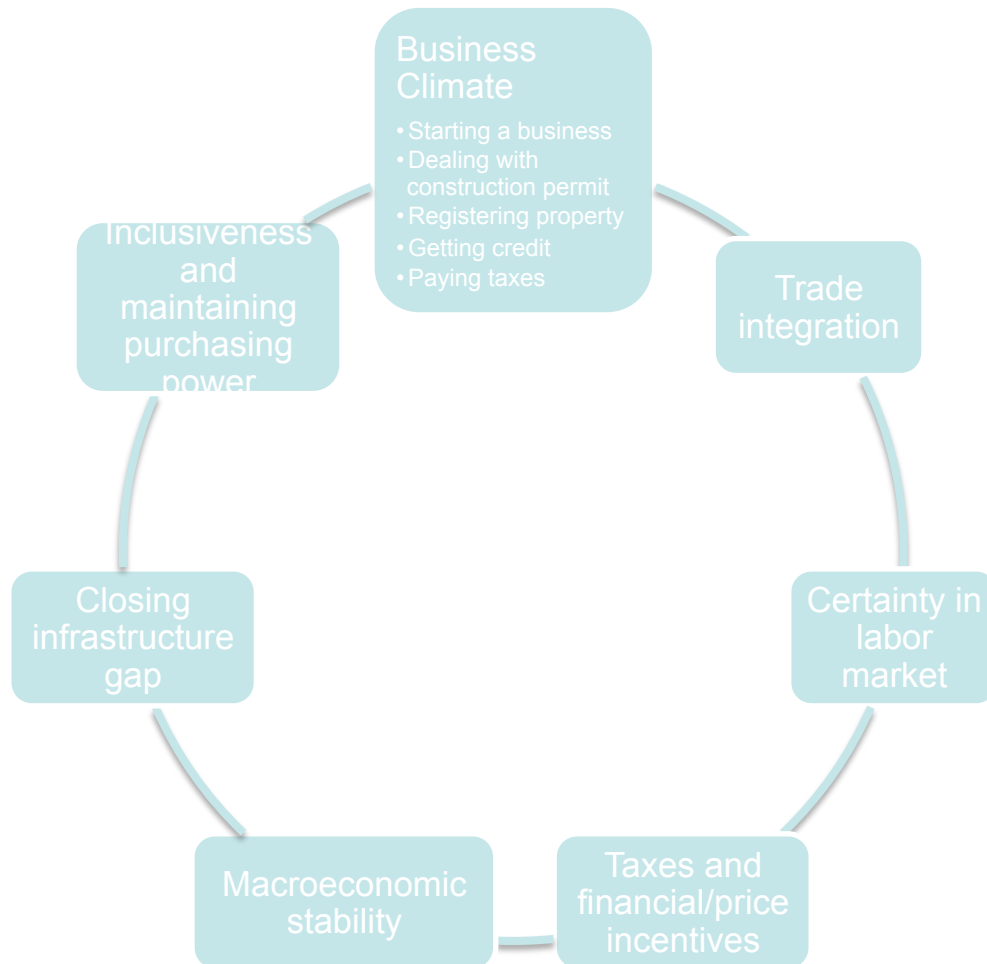 Business
Climate
• Starting a business
• Dealing with
construction permit
• Registering property
• Getting credit
• Paying taxes
Trade
integration
Certainty in
labor
market
Taxes and
financial/price
incentives
Macroeconomic
stability
Closing
infrastructure
gap
Inclusiveness
and
maintaining
purchasing
power